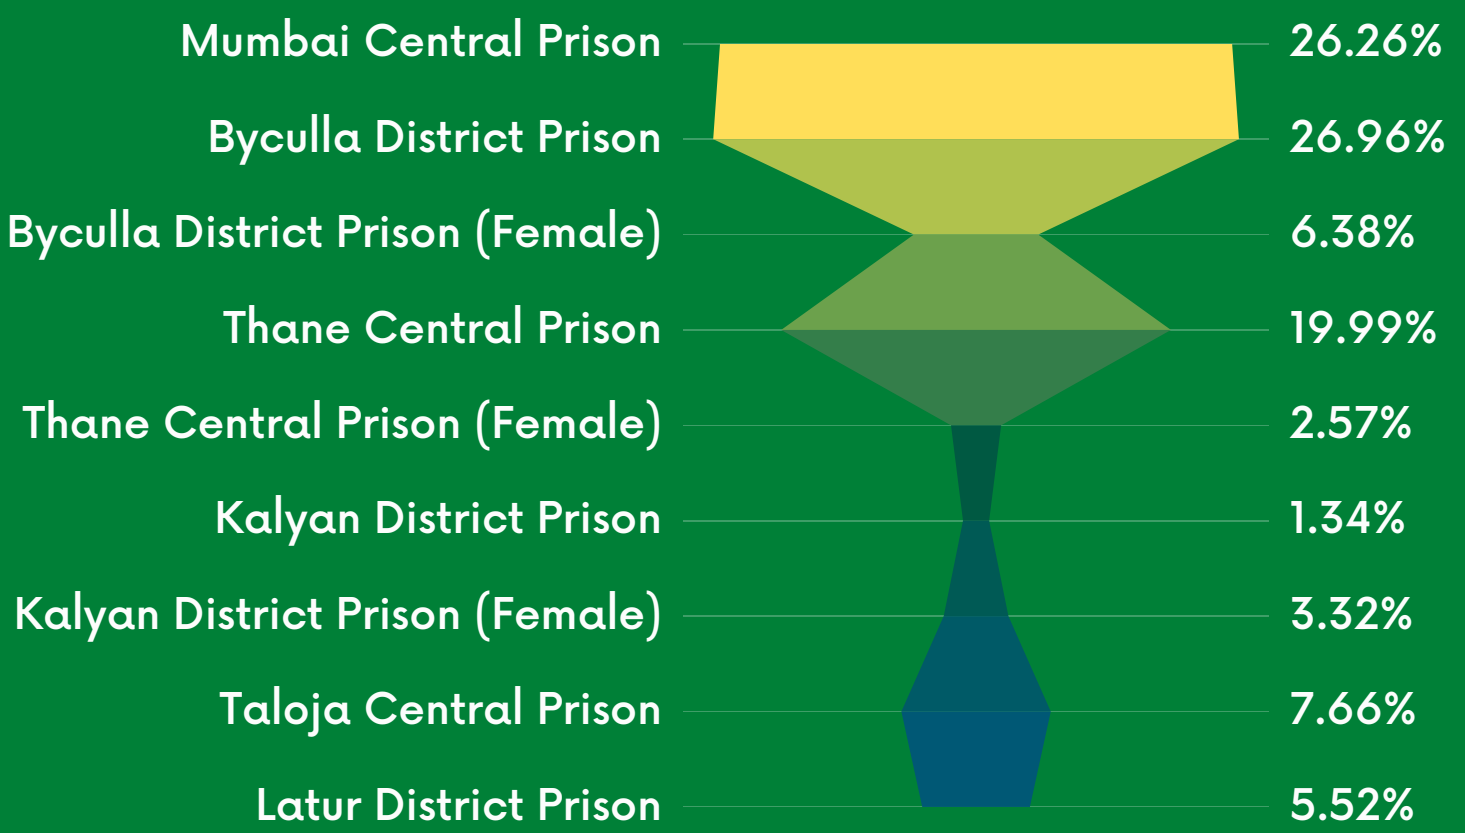 Mumbai Central Prison 26.26%
Byculla District Prison 26.96%
Byculla District Prison (Female) 6.38%
Thane Central Prison 19.99%
Thane Central Prison (Female) 2.57%
Kalyan District Prison 1.34%
Kalyan District Prison (Female) 3.32%
Taloja Central Prison 7.66%
Latur District Prison 5.52%